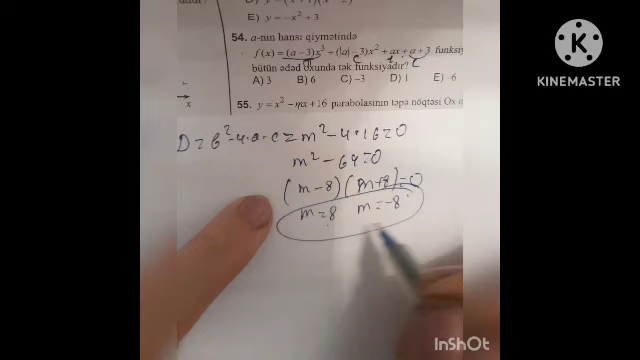 E) y = −x² + 3
54. a-nın hansı qiymətində
f(x) = (a−3)x³ + (|a|−3)x² + ax + a + 3 funksiy
bütün ədəd oxunda tək funksiyadır?
A) 3 B) 6 C) −3 D) 1 E) −6
55. y = x² − mx + 16 parabolasının təpə nöqtəsi Ox o
x
D = b² − 4·a·c = m² − 4·16 = 0
m² − 64 = 0
(m − 8)(m + 8) = 0
m = 8 m = −8
KINEMASTER
InShOt